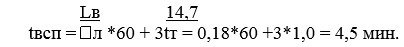 Lв 14,7
tвсп = □л *60 + 3tт = 0,18*60 +3*1,0 = 4,5 мин.